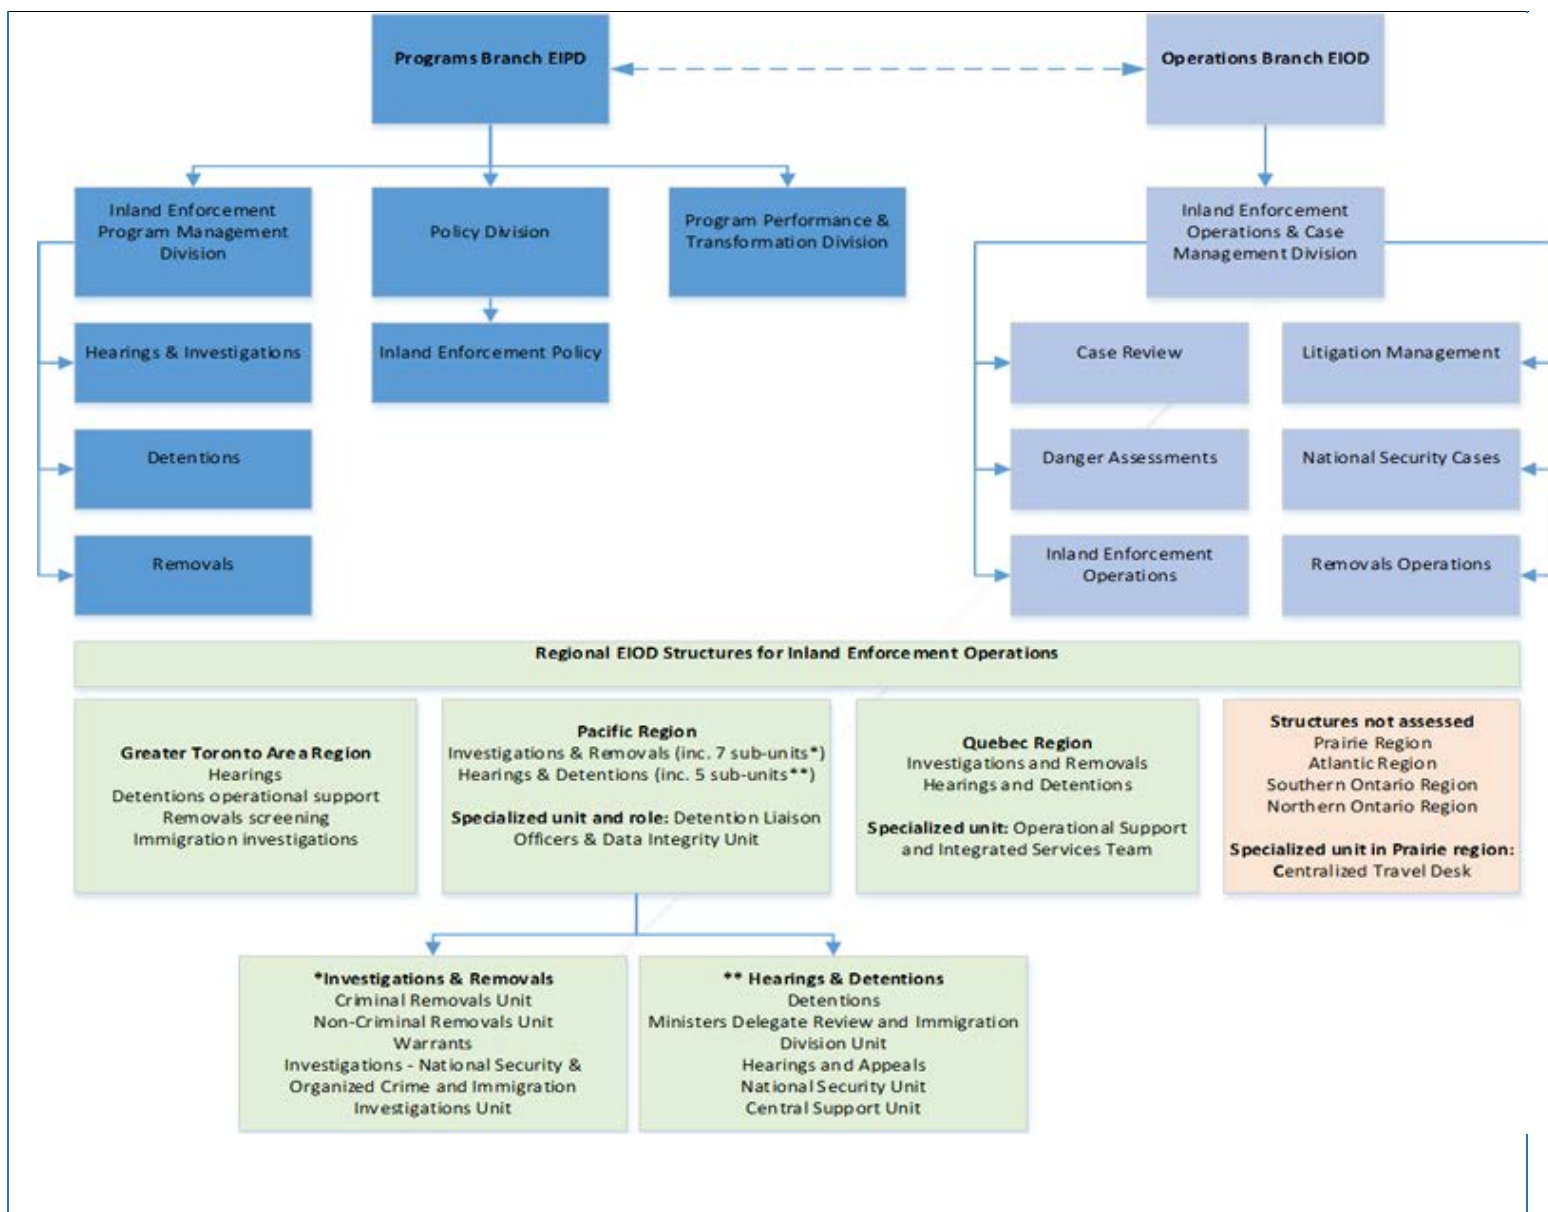 Programs Branch EIPD
Operations Branch EIOD
Inland Enforcement
Program Management
Division
Policy Division
Program Performance &
Transformation Division
Inland Enforcement
Operations & Case
Management Division
Hearings & Investigations
Inland Enforcement Policy
Case Review
Litigation Management
Detentions
Danger Assessments
National Security Cases
Removals
Inland Enforcement
Operations
Removals Operations
Regional EIOD Structures for Inland Enforcement Operations
Greater Toronto Area Region
Hearings
Detentions operational support
Removals screening
Immigration investigations
Pacific Region
Investigations & Removals (inc. 7 sub-units*)
Hearings & Detentions (inc. 5 sub-units**)
Specialized unit and role: Detention Liaison
Officers & Data Integrity Unit
Quebec Region
Investigations and Removals
Hearings and Detentions
Specialized unit: Operational Support
and Integrated Services Team
Structures not assessed
Prairie Region
Atlantic Region
Southern Ontario Region
Northern Ontario Region
Specialized unit in Prairie region:
Centralized Travel Desk
*Investigations & Removals
Criminal Removals Unit
Non-Criminal Removals Unit
Warrants
Investigations - National Security &
Organized Crime and Immigration
Investigations Unit
** Hearings & Detentions
Detentions
Ministers Delegate Review and Immigration
Division Unit
Hearings and Appeals
National Security Unit
Central Support Unit